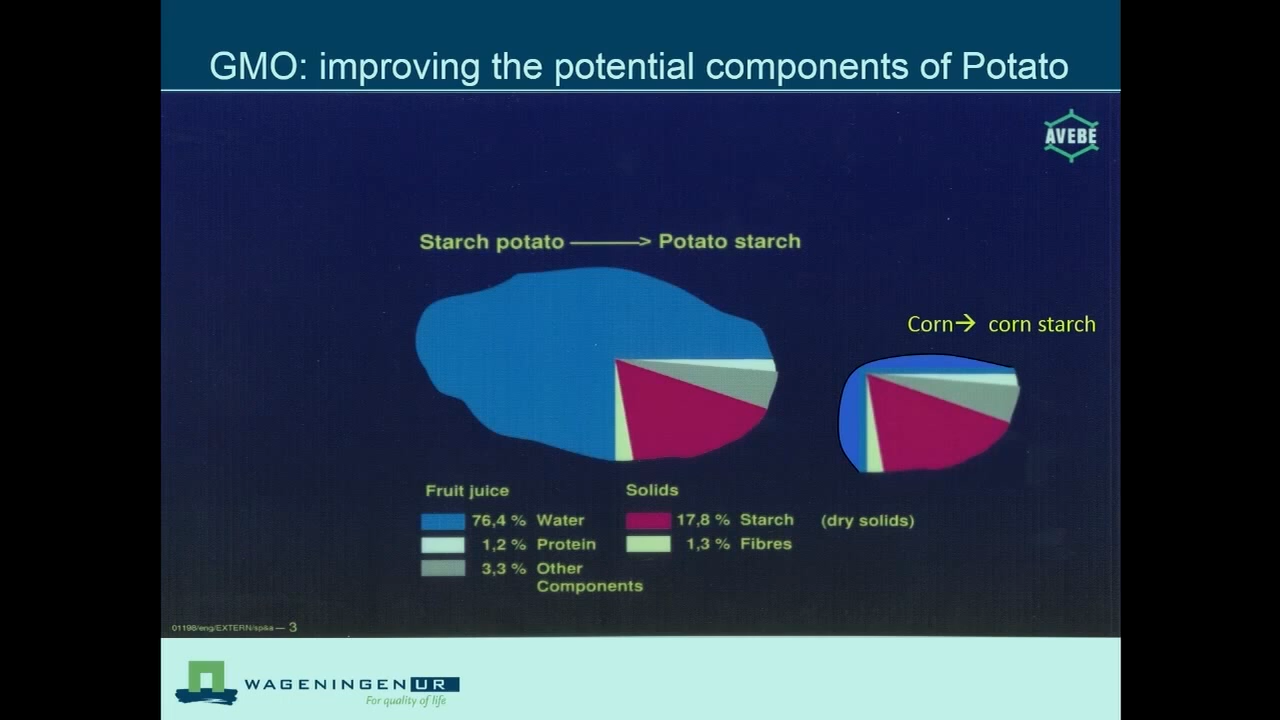 GMO: improving the potential components of Potato
AVEBE
Starch potato ———> Potato starch
Corn→ corn starch
Fruit juice
76,4 % Water
1,2 % Protein
3,3 % Other
Components
Solids
17,8 % Starch (dry solids)
1,3 % Fibres
01198/eng/EXTERN/sp&a — 3
WAGENINGEN UR
For quality of life